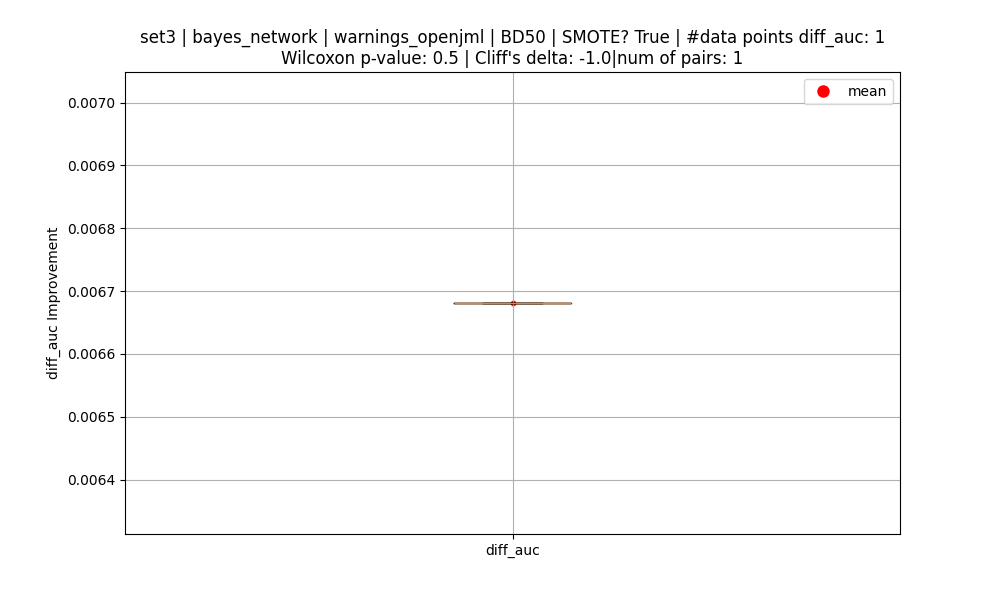 set3 | bayes_network | warnings_openjml | BD50 | SMOTE? True | #data points diff_auc: 1
Wilcoxon p-value: 0.5 | Cliff's delta: -1.0|num of pairs: 1
mean
0.0070
0.0069
0.0068
0.0067
0.0066
0.0065
0.0064
diff_auc Improvement
diff_auc